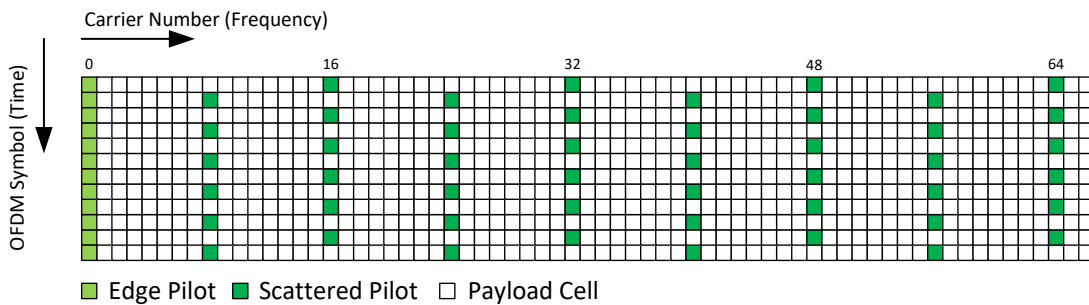 Carrier Number (Frequency)
0 16 32 48 64
OFDM Symbol (Time)
Edge Pilot Scattered Pilot Payload Cell